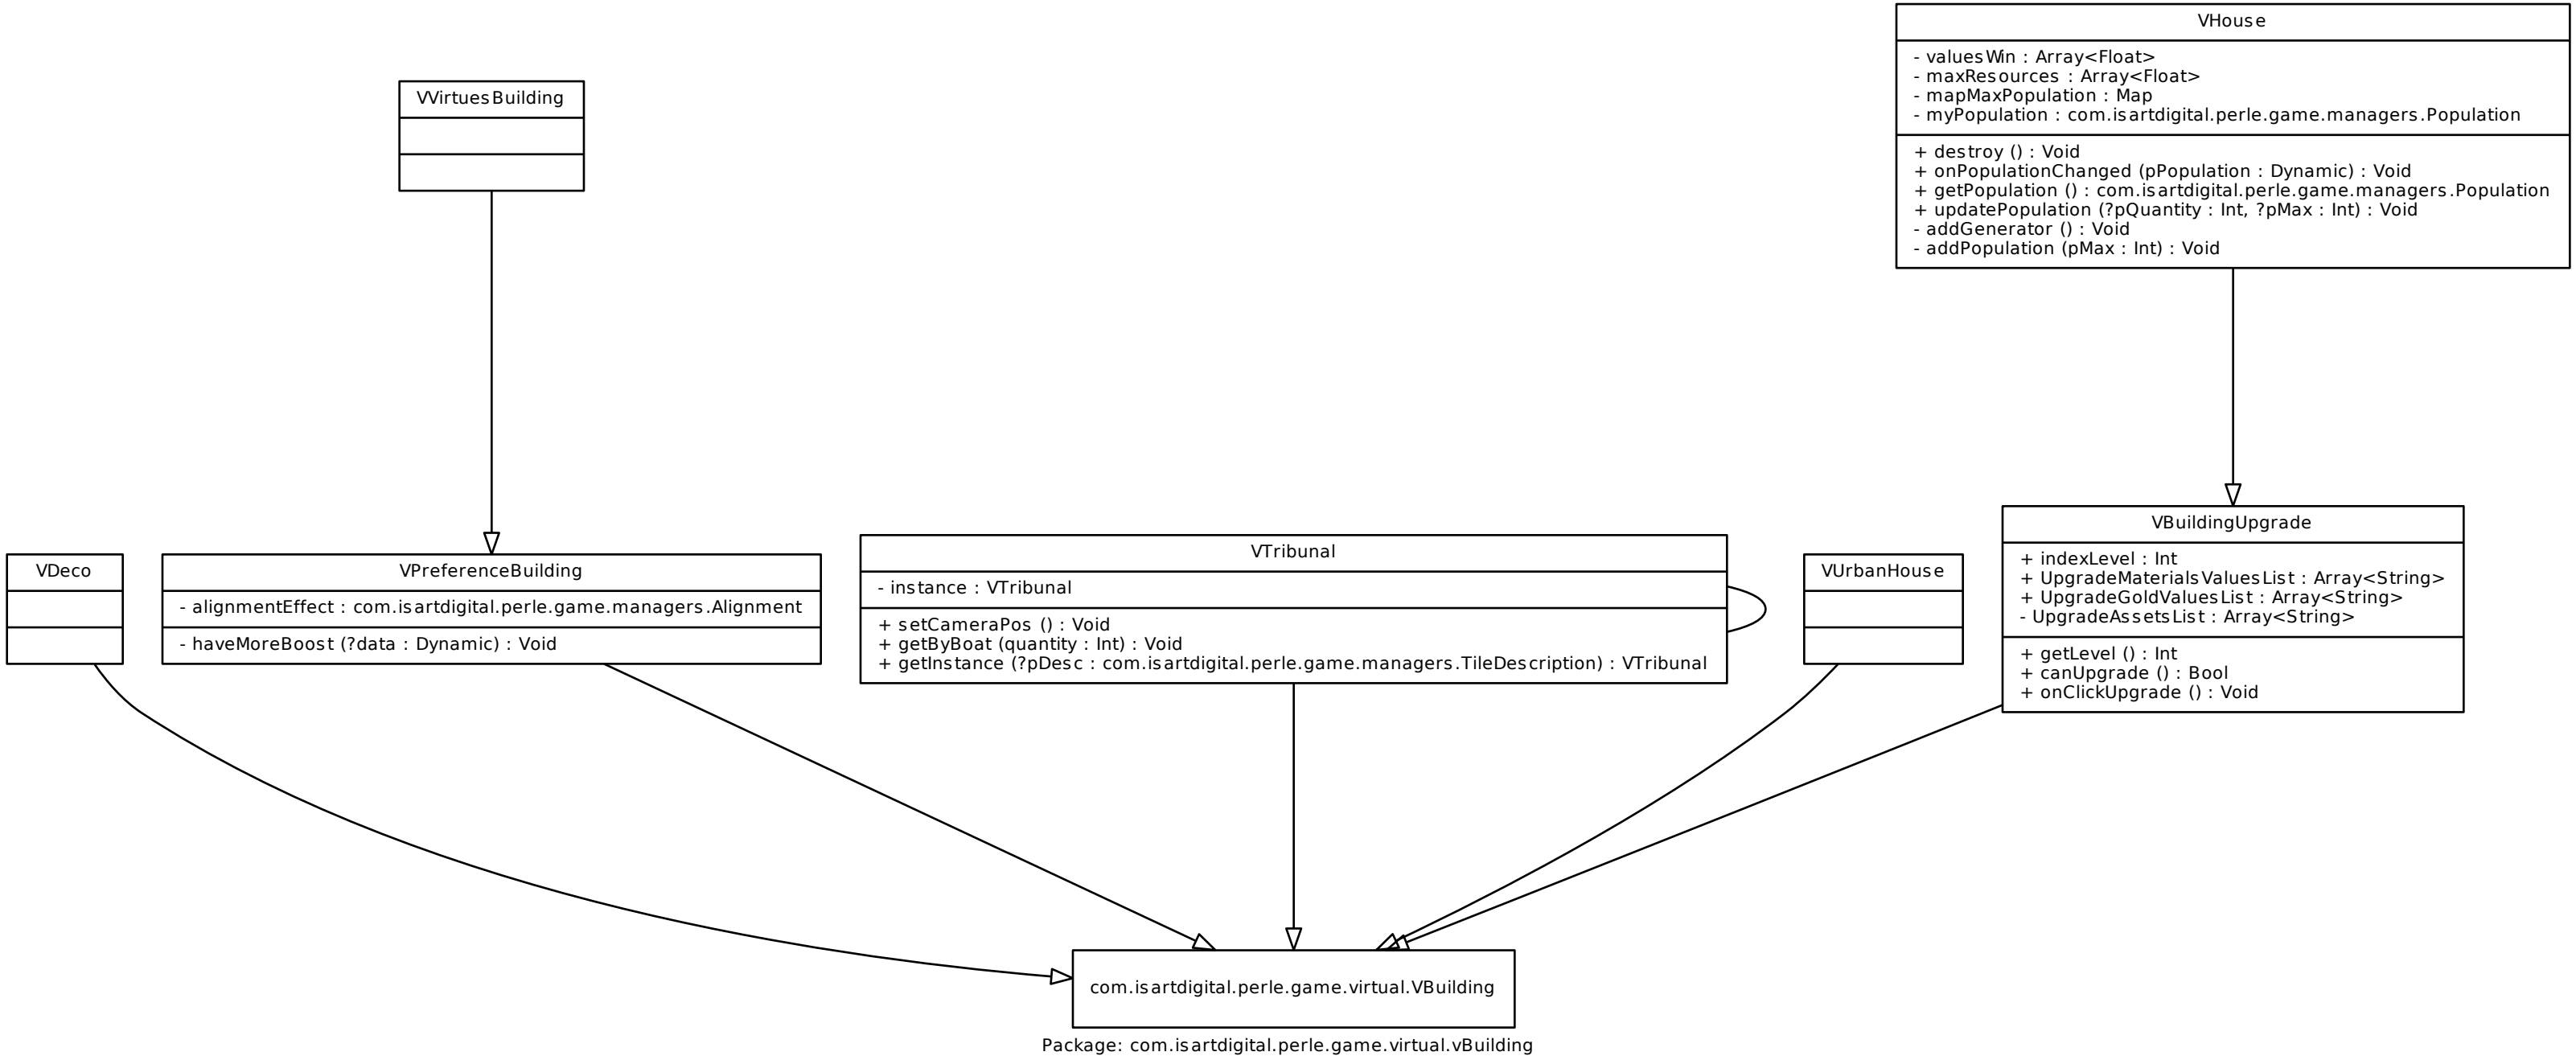 VHouse
- valuesWin : Array<Float>
- maxResources : Array<Float>
- mapMaxPopulation : Map
- myPopulation : com.isartdigital.perle.game.managers.Population
+ destroy () : Void
+ onPopulationChanged (pPopulation : Dynamic) : Void
+ getPopulation () : com.isartdigital.perle.game.managers.Population
+ updatePopulation (?pQuantity : Int, ?pMax : Int) : Void
- addGenerator () : Void
- addPopulation (pMax : Int) : Void
VVirtuesBuilding
VDeco
VPreferenceBuilding
- alignmentEffect : com.isartdigital.perle.game.managers.Alignment
- haveMoreBoost (?data : Dynamic) : Void
VTribunal
- instance : VTribunal
+ setCameraPos () : Void
+ getByBoat (quantity : Int) : Void
+ getInstance (?pDesc : com.isartdigital.perle.game.managers.TileDescription) : VTribunal
VUrbanHouse
VBuildingUpgrade
+ indexLevel : Int
+ UpgradeMaterialsValuesList : Array<String>
+ UpgradeGoldValuesList : Array<String>
- UpgradeAssetsList : Array<String>
+ getLevel () : Int
+ canUpgrade () : Bool
+ onClickUpgrade () : Void
com.isartdigital.perle.game.virtual.VBuilding
Package: com.isartdigital.perle.game.virtual.vBuilding